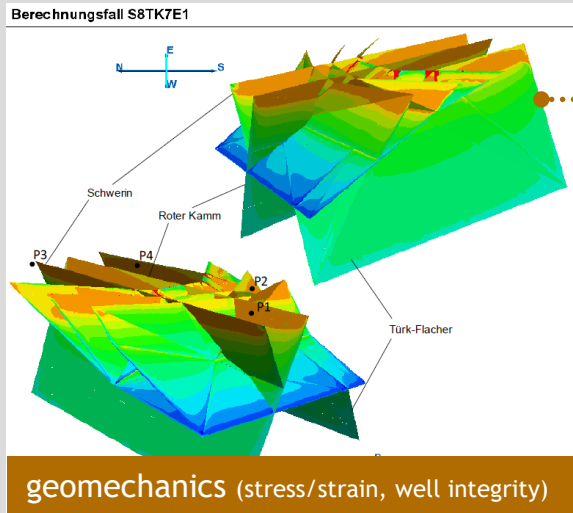 Berechnungsfall S8TK7E1
E
N S
W
Schwerin
Roter Kamm
P3
P4
P2
P1
Türk-Flacher
geomechanics (stress/strain, well integrity)